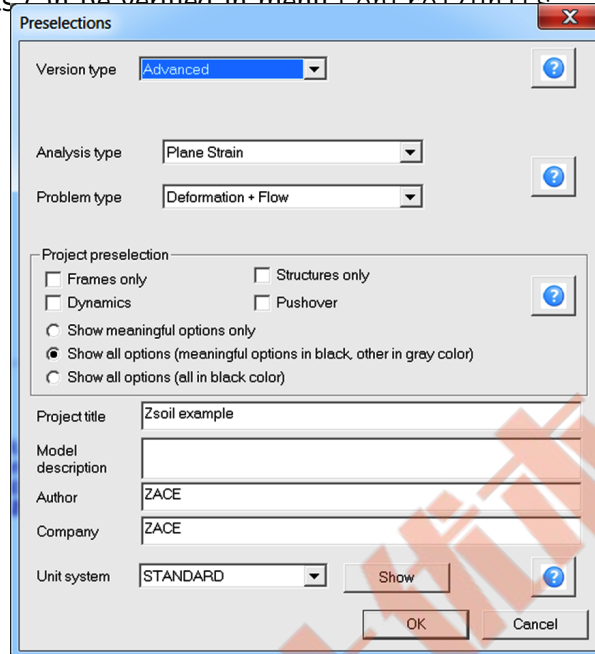 Preselections
Version type Advanced
Analysis type Plane Strain
Problem type Deformation + Flow
Project preselection
Frames only Structures only
Dynamics Pushover
Show meaningful options only
Show all options (meaningful options in black, other in gray color)
Show all options (all in black color)
Project title Zsoil example
Model
description
Author ZACE
Company ZACE
Unit system STANDARD Show
OK Cancel